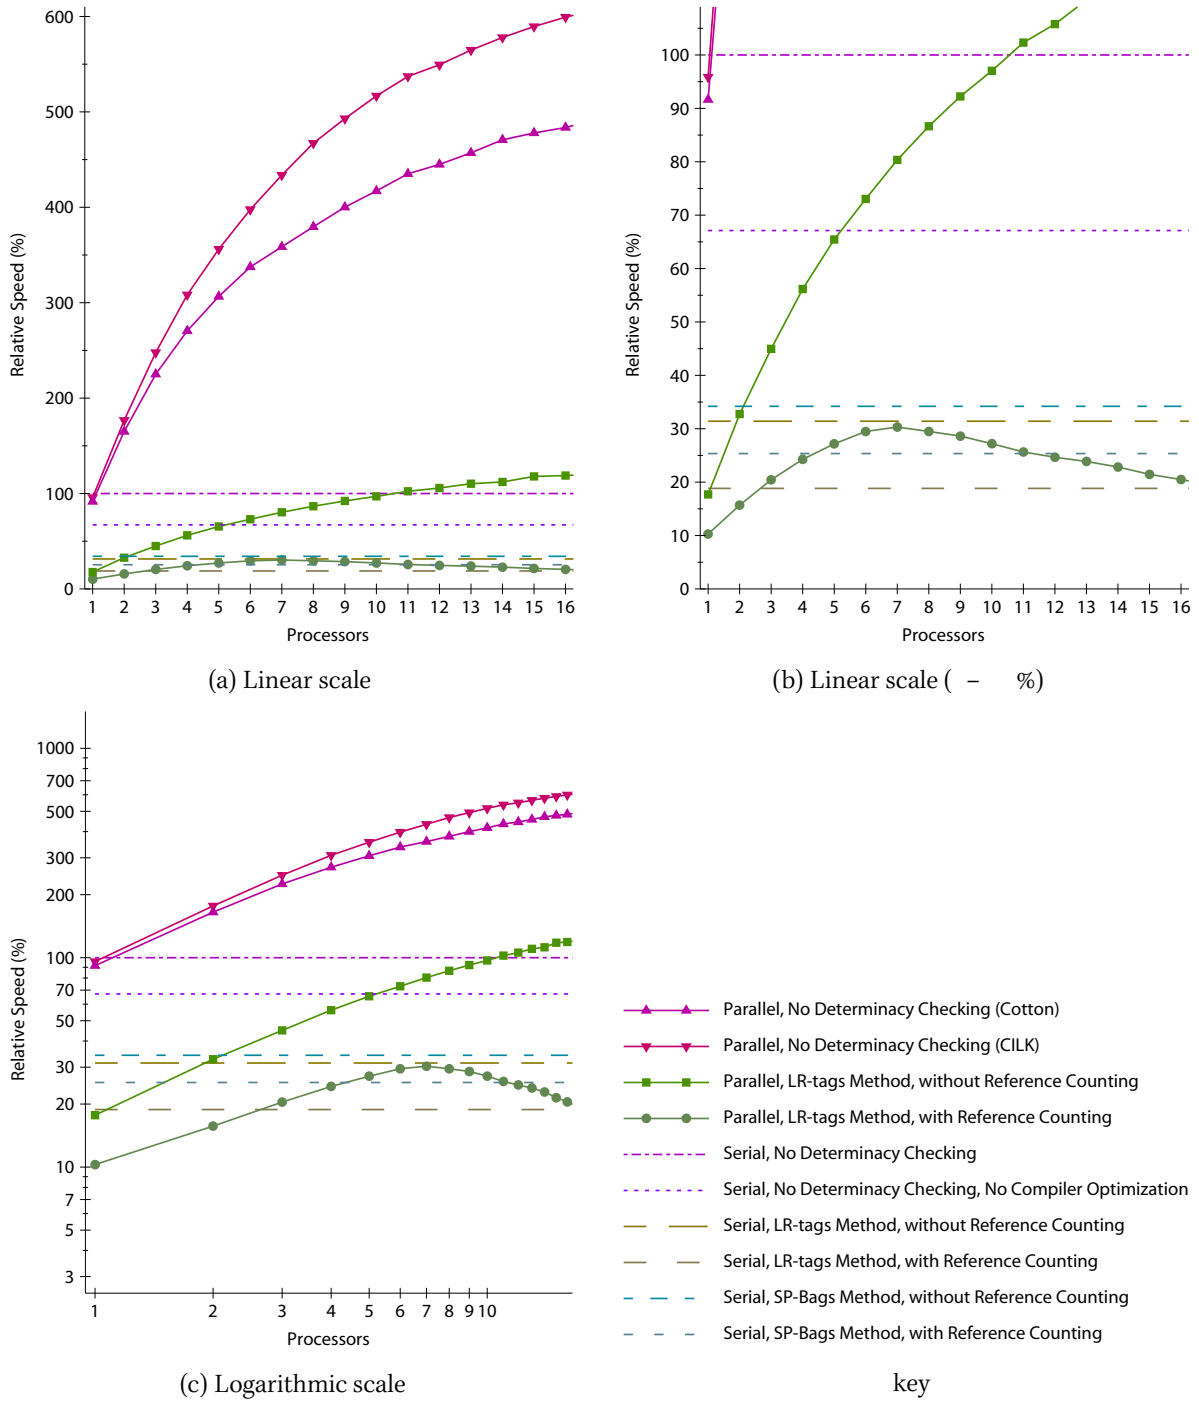 600
500
400
300
200
100
0
Relative Speed (%)
1 2 3 4 5 6 7 8 9 10 11 12 13 14 15 16
Processors
(a) Linear scale
100
90
80
70
60
50
40
30
20
10
0
Relative Speed (%)
1 2 3 4 5 6 7 8 9 10 11 12 13 14 15 16
Processors
(b) Linear scale ( – %)
1000
700
500
300
200
100
70
50
30
20
10
7
5
3
Relative Speed (%)
1 2 3 4 5 6 7 8 9 10
Processors
(c) Logarithmic scale
Parallel, No Determinacy Checking (Cotton)
Parallel, No Determinacy Checking (CILK)
Parallel, LR-tags Method, without Reference Counting
Parallel, LR-tags Method, with Reference Counting
Serial, No Determinacy Checking
Serial, No Determinacy Checking, No Compiler Optimization
Serial, LR-tags Method, without Reference Counting
Serial, LR-tags Method, with Reference Counting
Serial, SP-Bags Method, without Reference Counting
Serial, SP-Bags Method, with Reference Counting
key